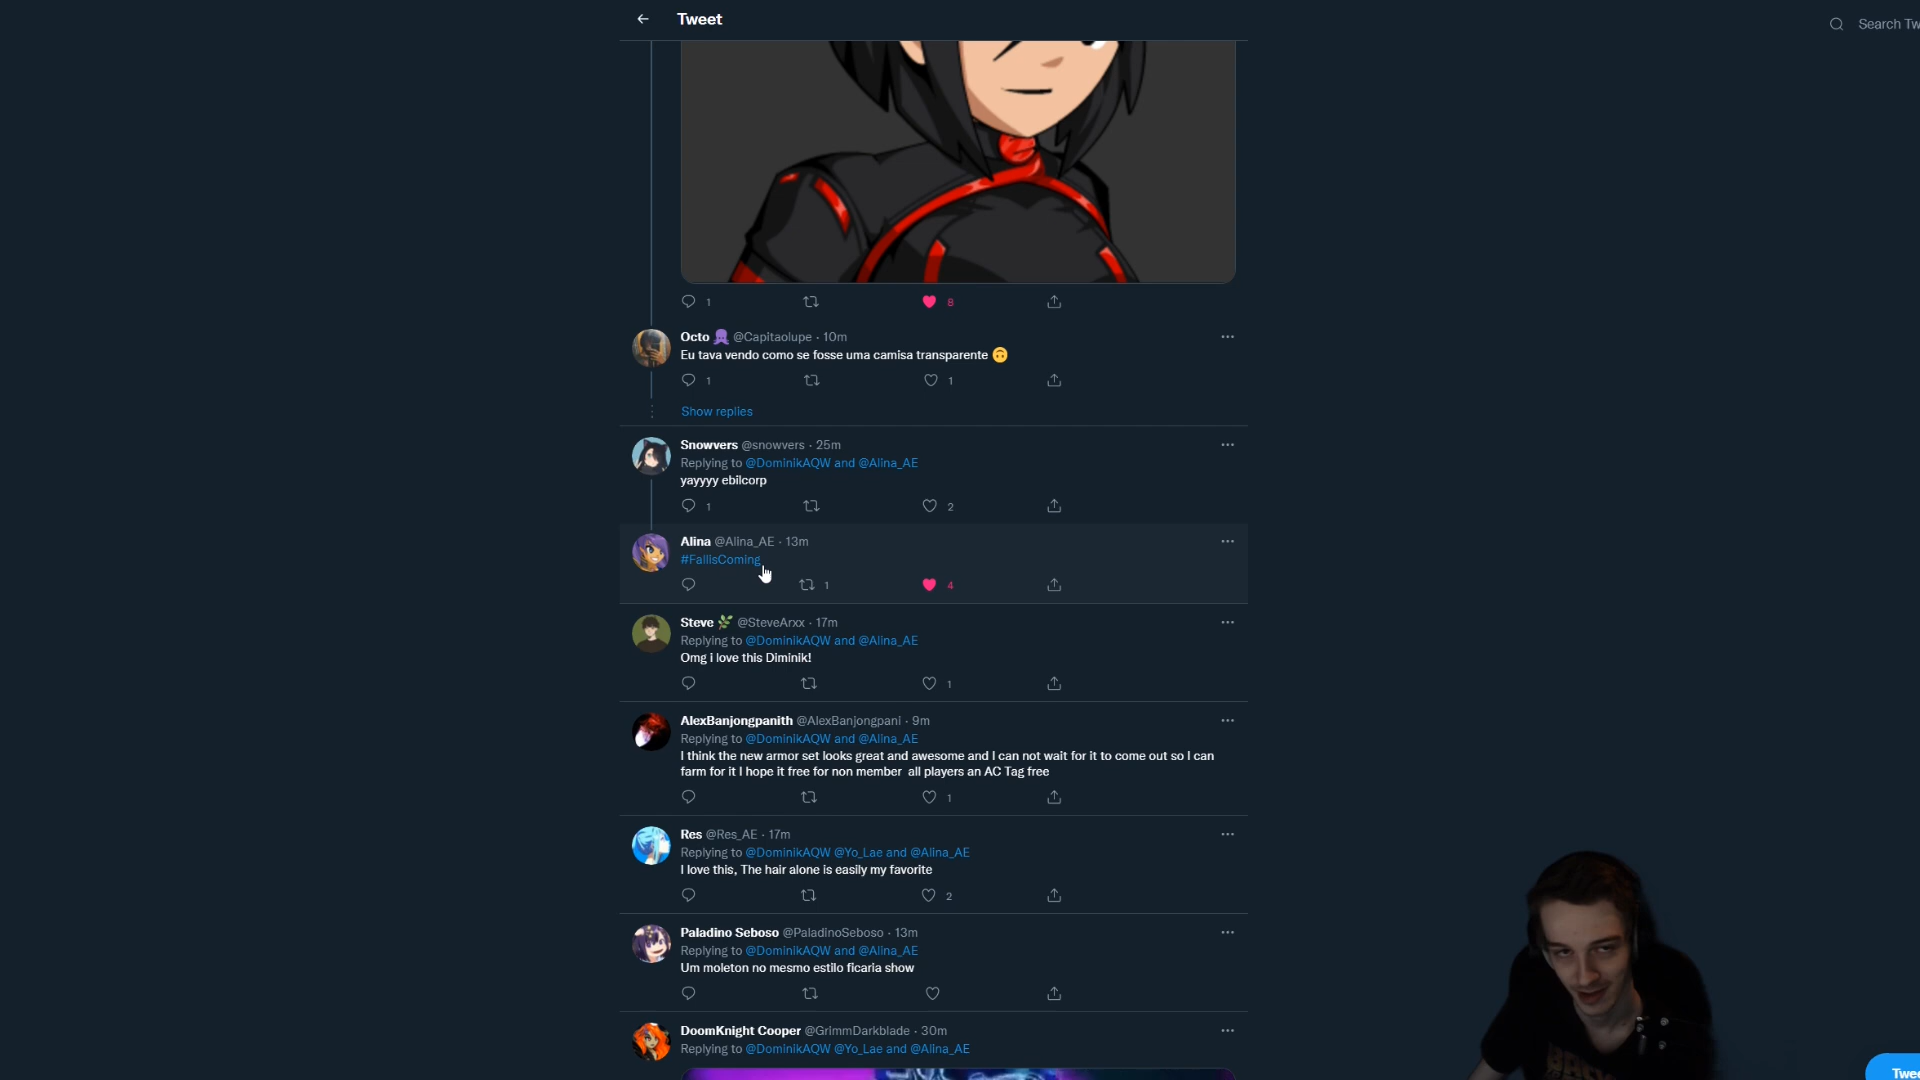 Tweet
Search Tw
1
8
Octo @Capitaolupe · 10m
Eu tava vendo como se fosse uma camisa transparente 🙃
1 1
Show replies
Snowvers @snowvers · 25m
Replying to @DominikAQW and @Alina_AE
yayyyy ebilcorp
1 2
Alina @Alina_AE · 13m
#FallisComing
1 4
Steve 🌿 @SteveArxx · 17m
Replying to @DominikAQW and @Alina_AE
Omg i love this Diminik!
1
AlexBanjongpanith @AlexBanjongpani · 9m
Replying to @DominikAQW and @Alina_AE
I think the new armor set looks great and awesome and I can not wait for it to come out so I can
farm for it I hope it free for non member all players an AC Tag free
1
Res @Res_AE · 17m
Replying to @DominikAQW @Yo_Lae and @Alina_AE
I love this, The hair alone is easily my favorite
2
Paladino Seboso @PaladinoSeboso · 13m
Replying to @DominikAQW and @Alina_AE
Um moleton no mesmo estilo ficaria show
DoomKnight Cooper @GrimmDarkblade · 30m
Replying to @DominikAQW @Yo_Lae and @Alina_AE
Twee